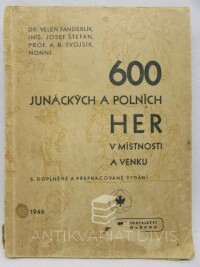 DR. VELEN FANDERLÍK,
ING. JOSEF ŠTEFAN,
PROF. A. B. SVOJSÍK,
NONNI
600
JUNÁCKÝCH A POLNÍCH
HER
V MÍSTNOSTI
A VENKU
5. DOPLNĚNÉ A PŘEPRACOVANÉ VYDÁNÍ
1946
ANTIKVARIÁT DIVIŠ